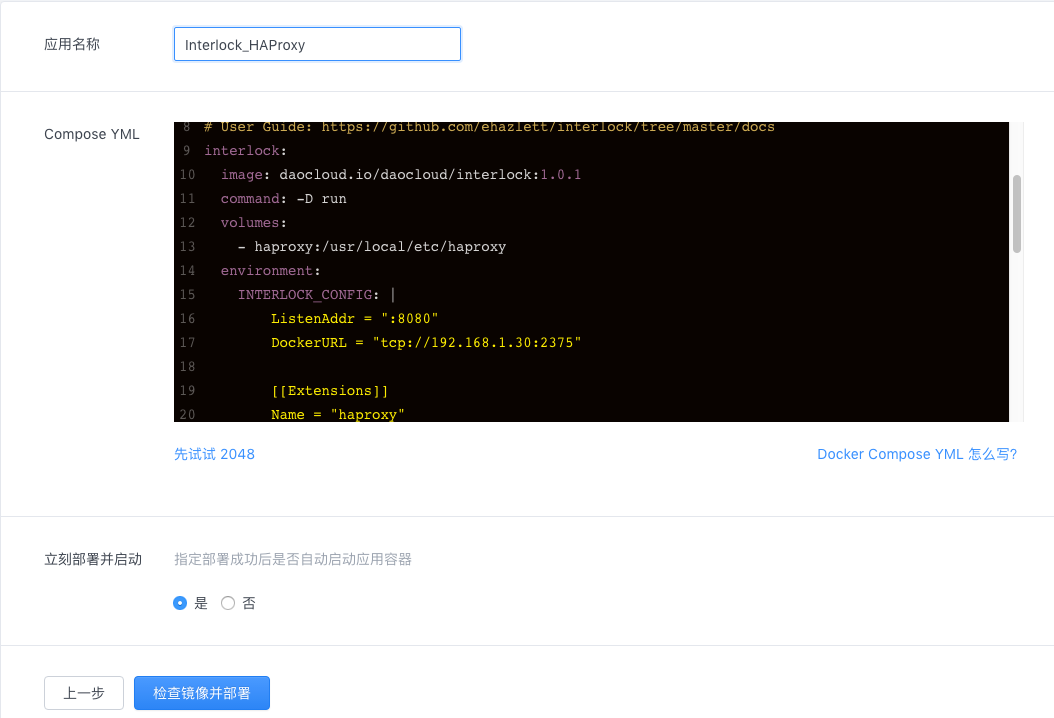 应用名称
Interlock_HAProxy
Compose YML
8 # User Guide: https://github.com/ehazlett/interlock/tree/master/docs
9 interlock:
10 image: daocloud.io/daocloud/interlock:1.0.1
11 command: -D run
12 volumes:
13 - haproxy:/usr/local/etc/haproxy
14 environment:
15 INTERLOCK_CONFIG: |
16 ListenAddr = ":8080"
17 DockerURL = "tcp://192.168.1.30:2375"
18
19 [[Extensions]]
20 Name = "haproxy"
先试试 2048
Docker Compose YML 怎么写?
立刻部署并启动
指定部署成功后是否自动启动应用容器
是 否
上一步
检查镜像并部署